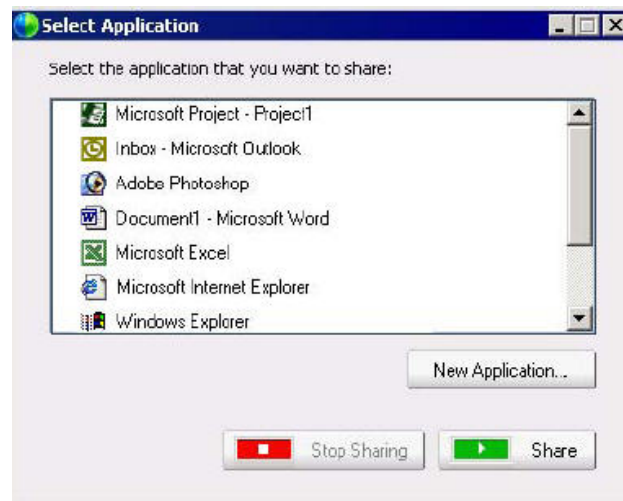 Select Application
Select the application that you want to share:
Microsoft Project - Project1
Inbox - Microsoft Outlook
Adobe Photoshop
Document1 - Microsoft Word
Microsoft Excel
Microsoft Internet Explorer
Windows Explorer
New Application...
Stop Sharing Share